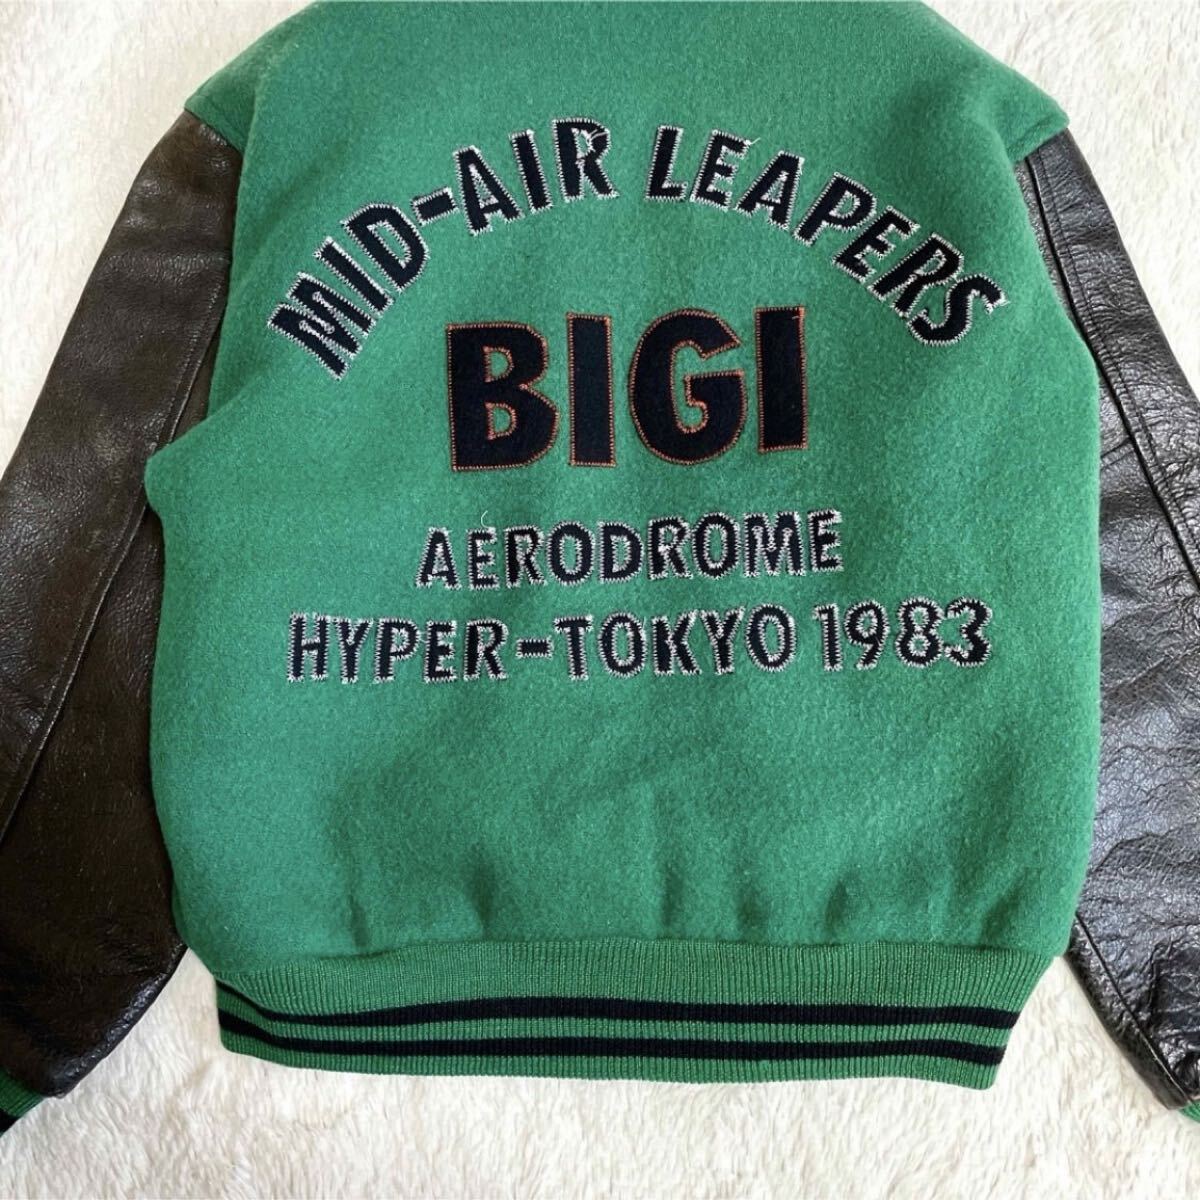 MID-AIR LEAPERS
BIGI
AERODROME
HYPER-TOKYO 1983